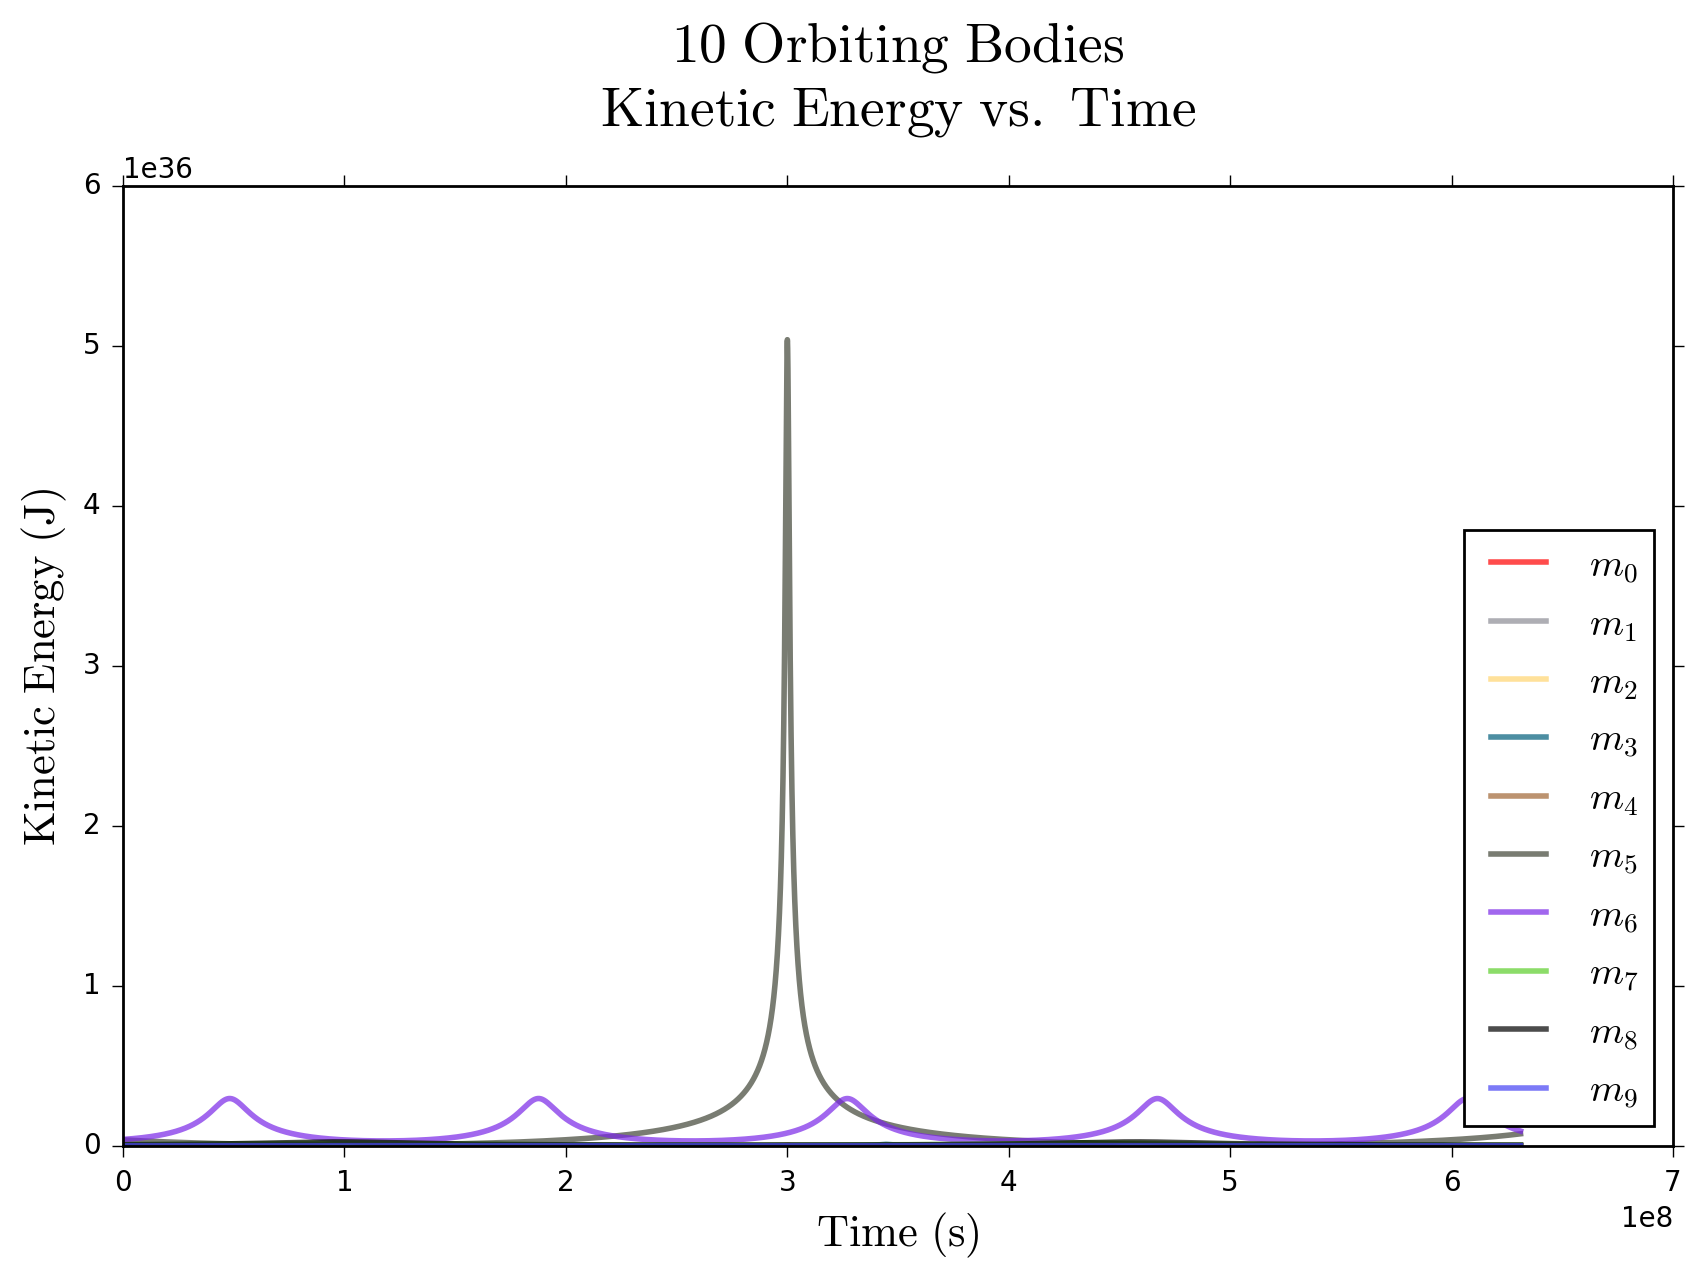 10 Orbiting Bodies
Kinetic Energy vs. Time
1e36
6
5
4
3
2
1
0
Kinetic Energy (J)
m0
m1
m2
m3
m4
m5
m6
m7
m8
m9
0 1 2 3 4 5 6 7
1e8
Time (s)